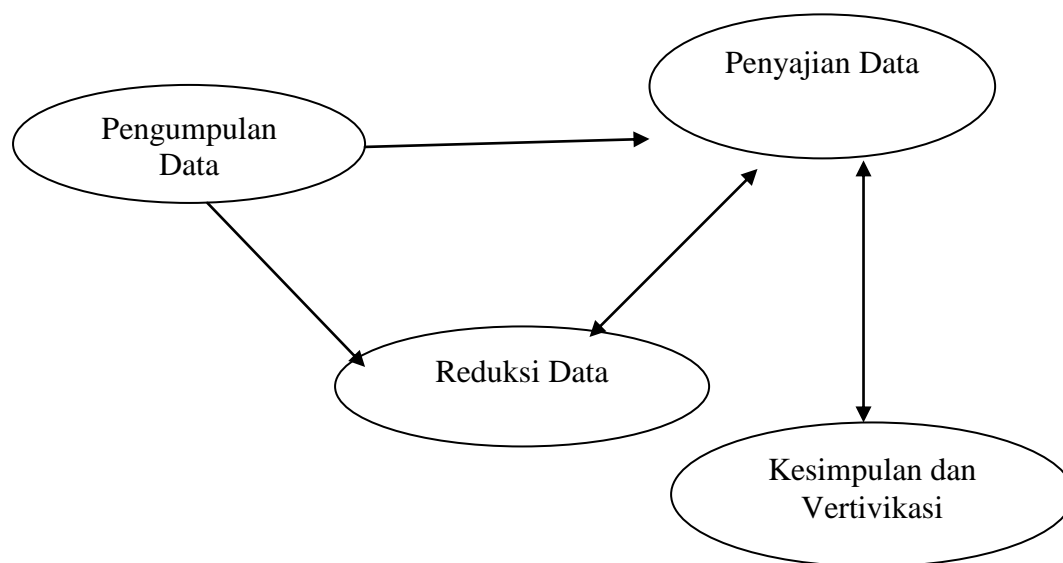 Penyajian Data
Pengumpulan
Data
Reduksi Data
Kesimpulan dan
Vertivikasi